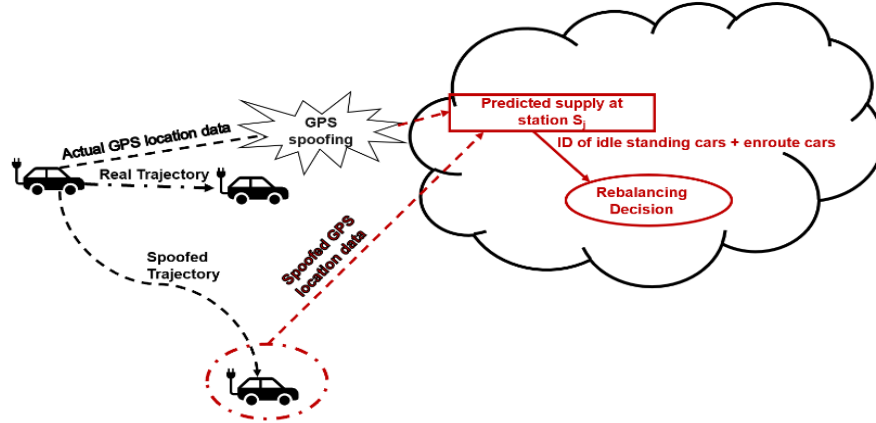 Actual GPS location data
GPS
spoofing
Real Trajectory
Spoofed
Trajectory
Spoofed GPS
location data
Predicted supply at
station Sj
ID of idle standing cars + enroute cars
Rebalancing
Decision